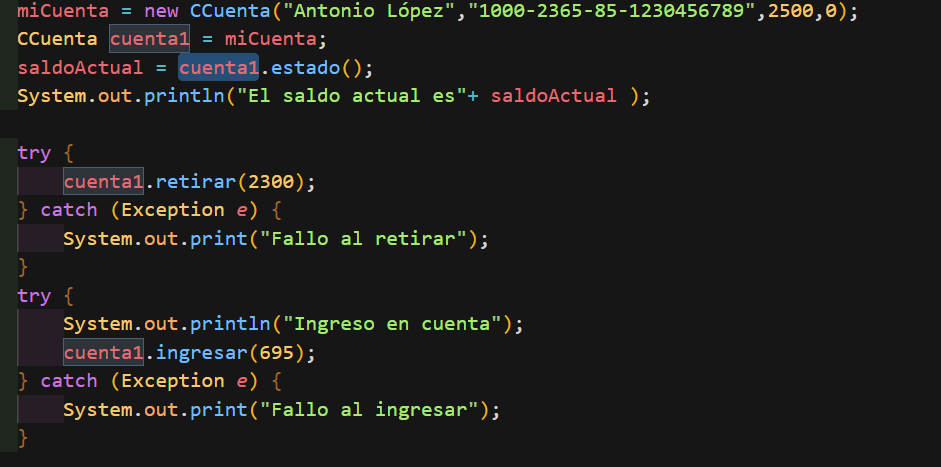 miCuenta = new CCuenta("Antonio López","1000-2365-85-1230456789",2500,0);
CCuenta cuenta1 = miCuenta;
saldoActual = cuenta1.estado();
System.out.println("El saldo actual es"+ saldoActual );
try {
cuenta1.retirar(2300);
} catch (Exception e) {
System.out.print("Fallo al retirar");
}
try {
System.out.println("Ingreso en cuenta");
cuenta1.ingresar(695);
} catch (Exception e) {
System.out.print("Fallo al ingresar");
}